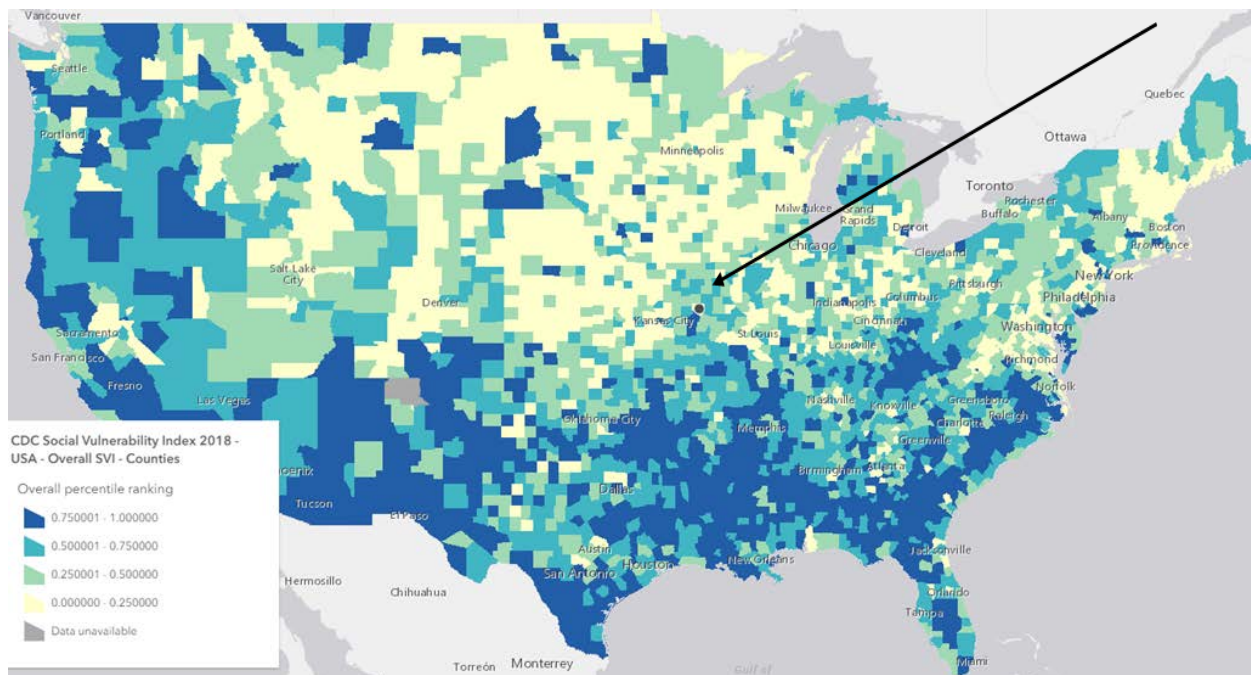 Vancouver
Seattle
Quebec
Portland
Ottawa
Minneapolis
Toronto
Rochester
Milwaukee
Grand
Rapids
Buffalo
Albany
Boston
Detroit
Chicago
Cleveland
Providence
Salt Lake
City
New York
Pittsburgh
Denver
Indianapolis
Columbus
Philadelphia
Kansas City
Cincinnati
Sacramento
St Louis
Washington
Louisville
San Francisco
Richmond
Fresno
Norfolk
Las Vegas
Nashville
Knoxville
Greensboro
Raleigh
Oklahoma City
Memphis
Charlotte
Greenville
CDC Social Vulnerability Index 2018 -
USA - Overall SVI - Counties
Overall percentile ranking
0.750001 - 1.000000
0.500001 - 0.750000
0.250001 - 0.500000
0.000000 - 0.250000
Data unavailable
oenix
Birmingham
Atlanta
Tucson
Dallas
El Paso
Austin
Jacksonville
New Orleans
Houston
San Antonio
Hermosillo
Chihuahua
Orlando
Tampa
Torreón
Monterrey
Miami
Gulf of